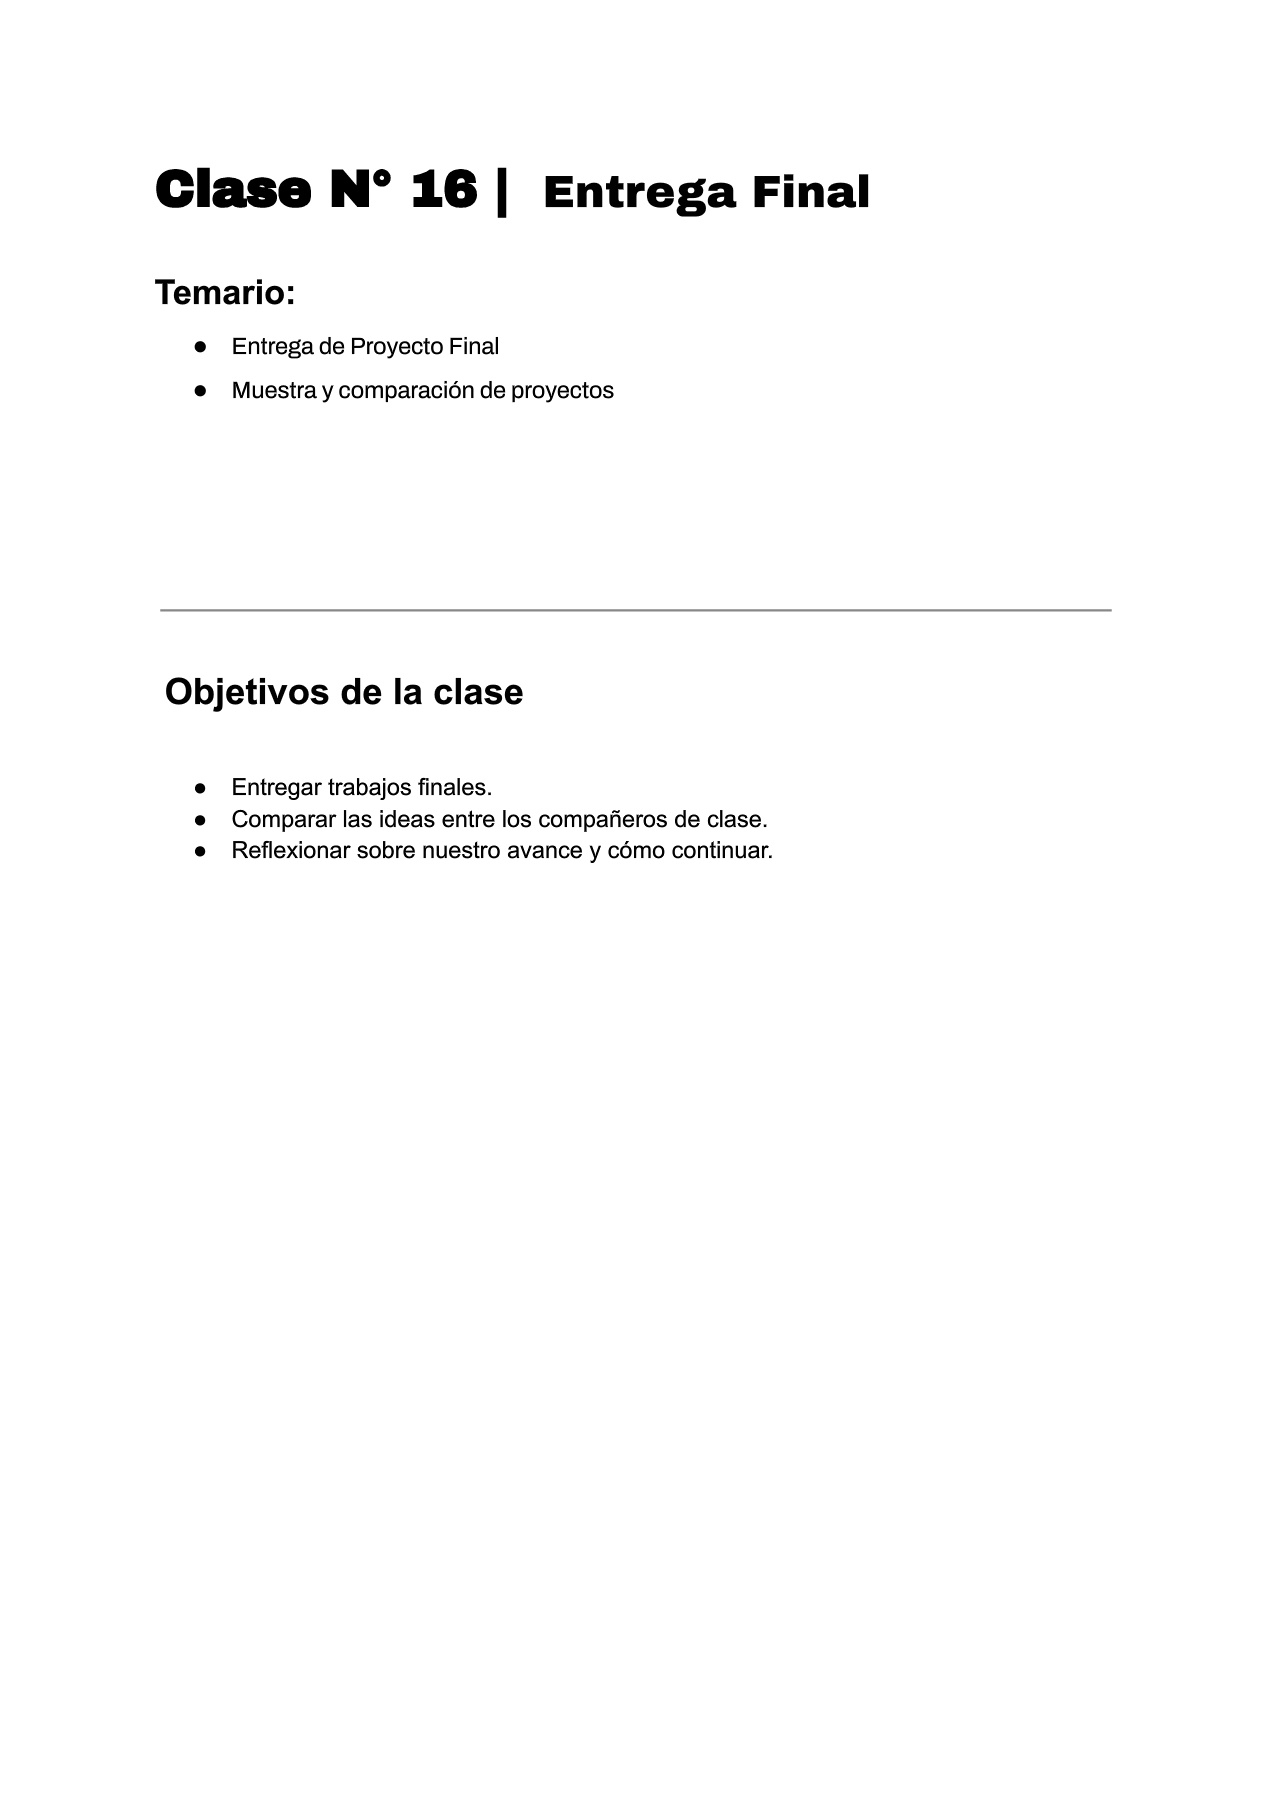 Clase N° 16 | Entrega Final
Temario:
● Entrega de Proyecto Final
● Muestra y comparación de proyectos
Objetivos de la clase
● Entregar trabajos finales.
● Comparar las ideas entre los compañeros de clase.
● Reflexionar sobre nuestro avance y cómo continuar.